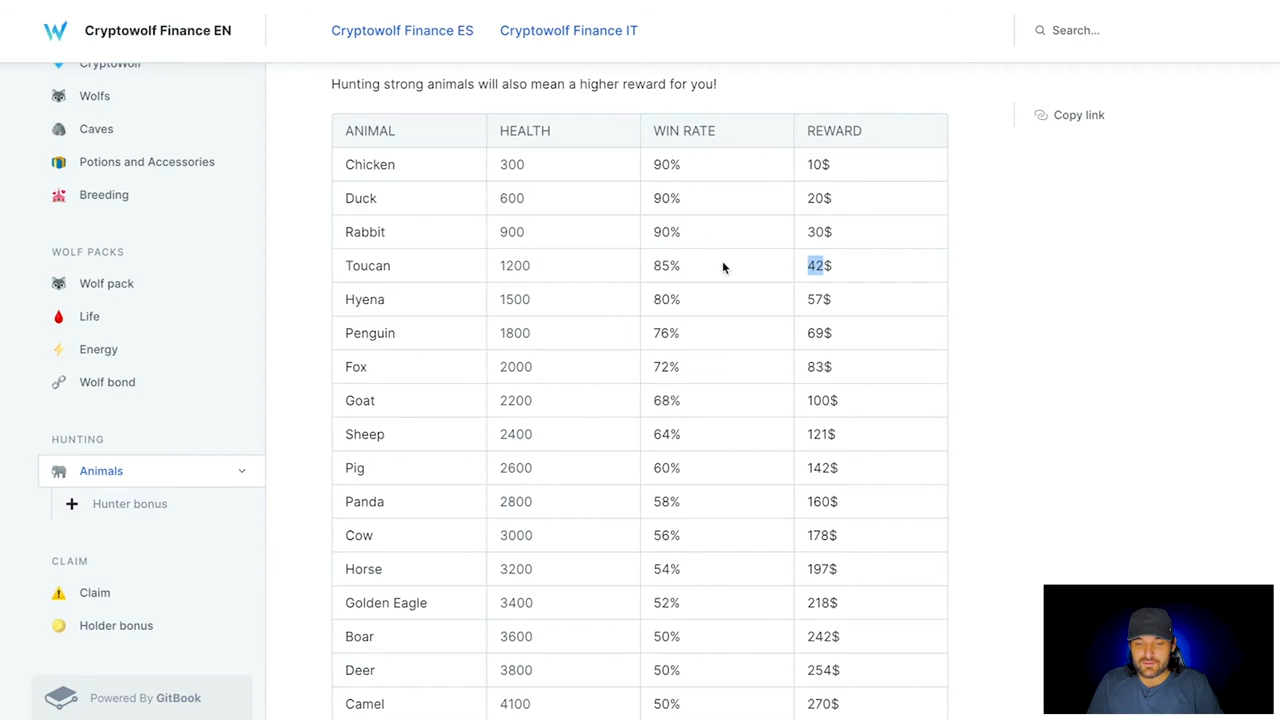 Cryptowolf Finance EN
Cryptowolf Finance ES
Cryptowolf Finance IT
Search...
CryptoWolf
Wolfs
Caves
Potions and Accessories
Breeding
WOLF PACKS
Wolf pack
Life
Energy
Wolf bond
HUNTING
Animals
Hunter bonus
CLAIM
Claim
Holder bonus
Powered By GitBook
Hunting strong animals will also mean a higher reward for you!
ANIMAL HEALTH WIN RATE REWARD
Chicken 300 90% 10$
Duck 600 90% 20$
Rabbit 900 90% 30$
Toucan 1200 85% 42$
Hyena 1500 80% 57$
Penguin 1800 76% 69$
Fox 2000 72% 83$
Goat 2200 68% 100$
Sheep 2400 64% 121$
Pig 2600 60% 142$
Panda 2800 58% 160$
Cow 3000 56% 178$
Horse 3200 54% 197$
Golden Eagle 3400 52% 218$
Boar 3600 50% 242$
Deer 3800 50% 254$
Camel 4100 50% 270$
Copy link